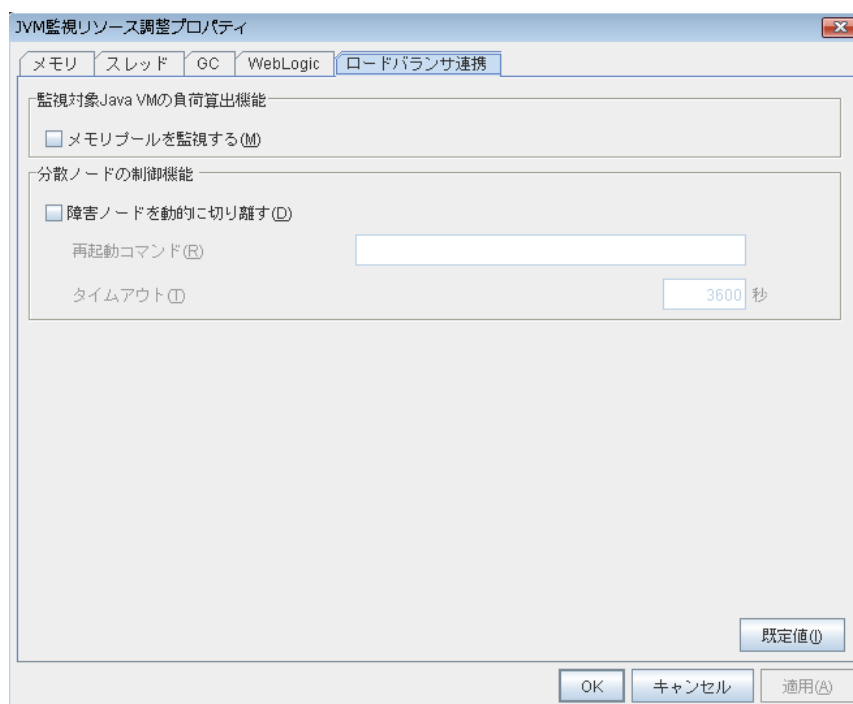 JVM監視リソース調整プロパティ
メモリ スレッド GC WebLogic ロードバランサ連携
監視対象Java VMの負荷算出機能
メモリプールを監視する(M)
分散ノードの制御機能
障害ノードを動的に切り離す(D)
再起動コマンド(R)
タイムアウト(T) 3600 秒
既定値(I)
OK キャンセル 適用(A)